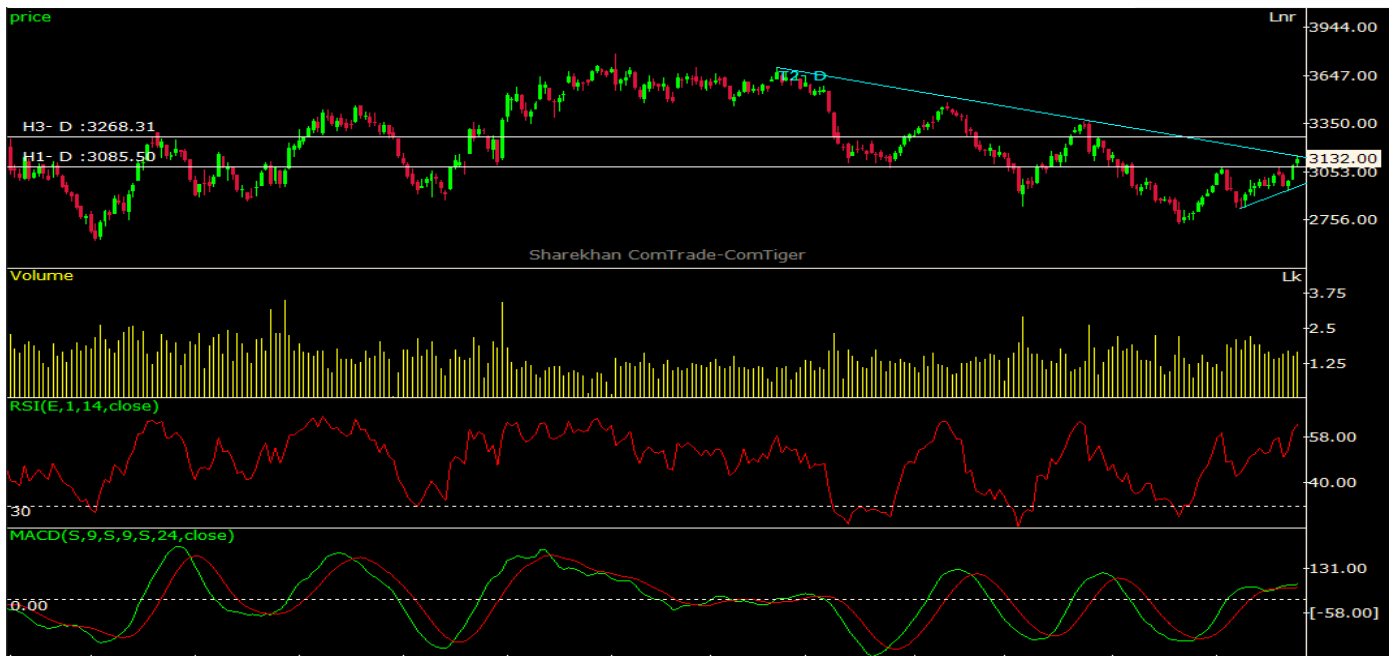 price
Lnr
3944.00
3647.00
T2- D
3350.00
H3- D :3268.31
H1- D :3085.50
3132.00
3053.00
2756.00
Sharekhan ComTrade-ComTiger
Volume
Lk
3.75
2.5
1.25
RSI(E,1,14,close)
58.00
40.00
30
MACD(S,9,S,9,S,24,close)
131.00
0.00
[-58.00]